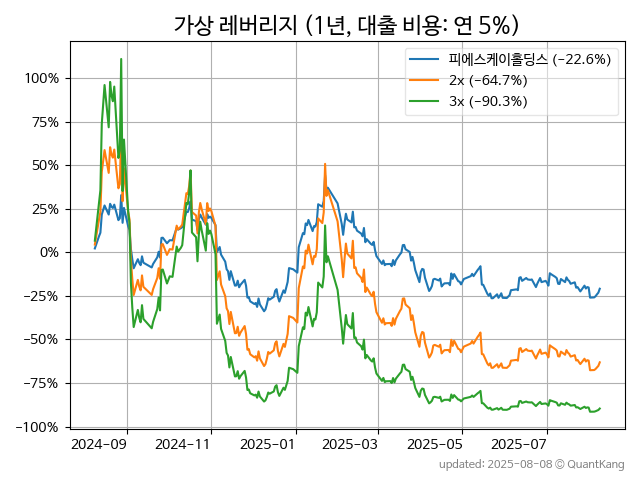 가상 레버리지 (1년, 대출 비용: 연 5%)
피에스케이홀딩스 (−22.6%)
2x (−64.7%)
3x (−90.3%)
100%
75%
50%
25%
0%
−25%
−50%
−75%
−100%
2024-09 2024-11 2025-01 2025-03 2025-05 2025-07
updated: 2025-08-08 © QuantKang